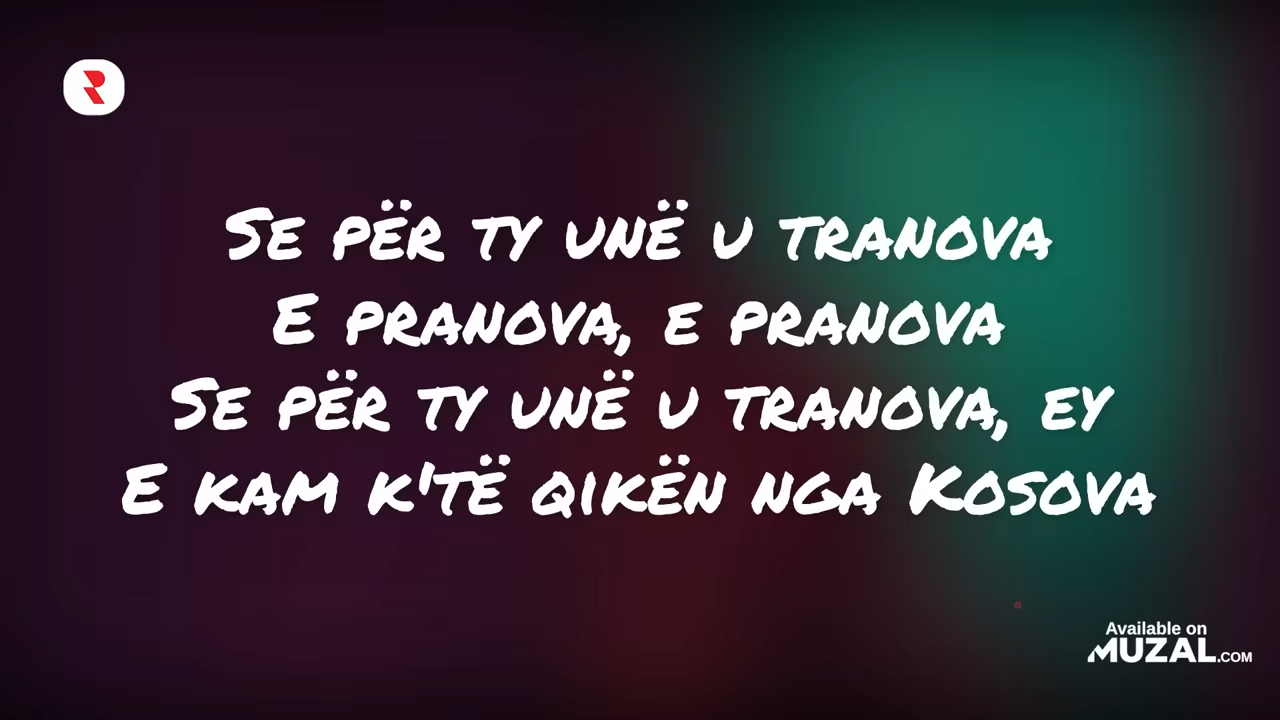 Se për ty unë u tranova
E pranova, e pranova
Se për ty unë u tranova, ey
E kam k'të qikën nga Kosova
Available on
MUZAL.COM